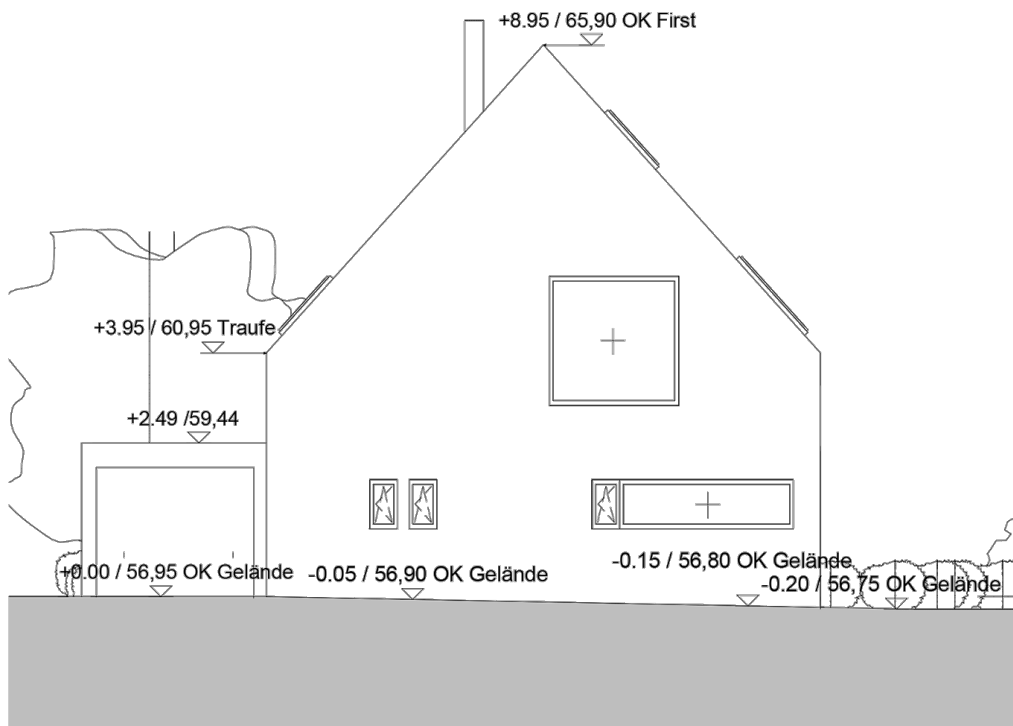 +8.95 / 65,90 OK First
+3.95 / 60,95 Traufe
+2.49 /59,44
+0.00 / 56,95 OK Gelände
-0.05 / 56,90 OK Gelände
-0.15 / 56,80 OK Gelände
-0.20 / 56,75 OK Gelände